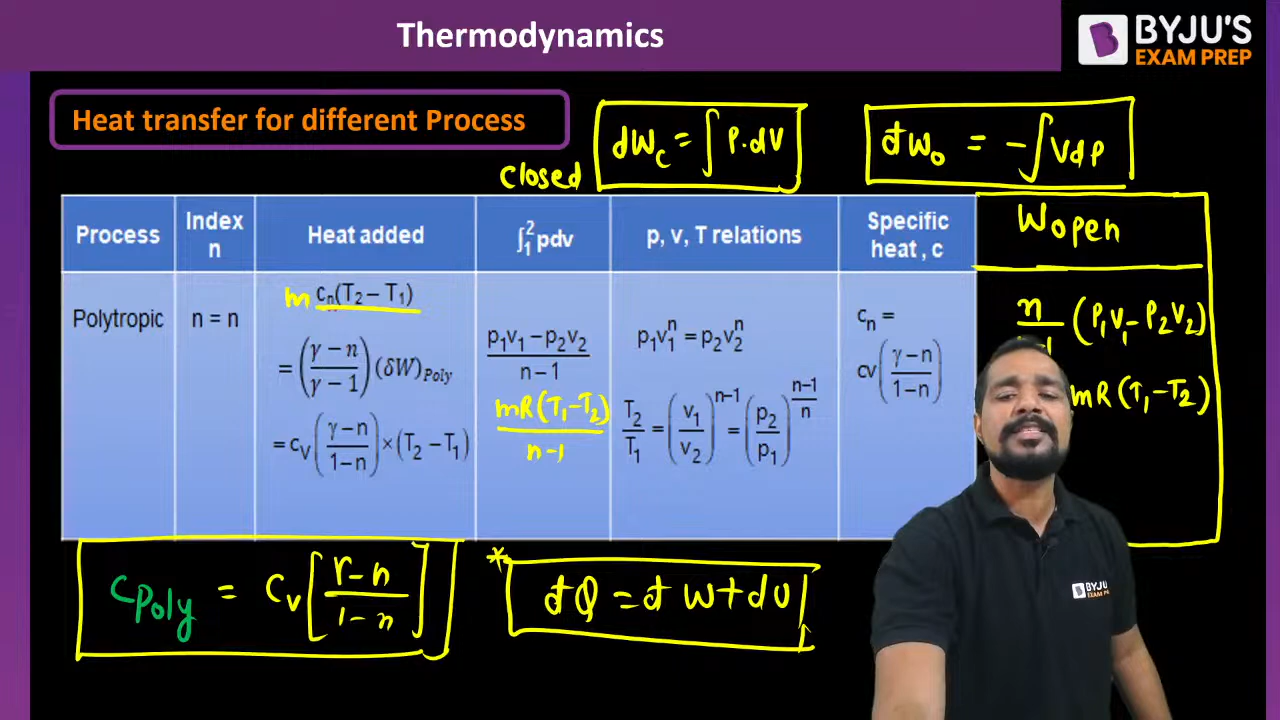 Thermodynamics
BYJU'S
EXAM PREP
Heat transfer for different Process
closed
dW_c = ∫ P.dV
đW_o = -∫ VdP
Process
Index n
Heat added
∫₁² pdv
p, v, T relations
Specific heat , c
W open
Polytropic
n = n
m c_n(T₂ – T₁)
= ((γ – n)/(γ – 1)) (δW)_Poly
= c_v ((γ – n)/(1 – n)) × (T₂ – T₁)
(p₁v₁ – p₂v₂)/(n – 1)
mR(T₁-T₂)/(n-1)
p₁v₁ⁿ = p₂v₂ⁿ
T₂/T₁ = (v₁/v₂)^(n–1) = (p₂/p₁)^((n–1)/n)
c_n =
cv ((γ – n)/(1 – n))
n/ (P₁V₁-P₂V₂)
mR (T₁-T₂)
C_Poly = C_v [(γ-n)/(1-n)]
*
đQ = đW + dU
BYJU'S